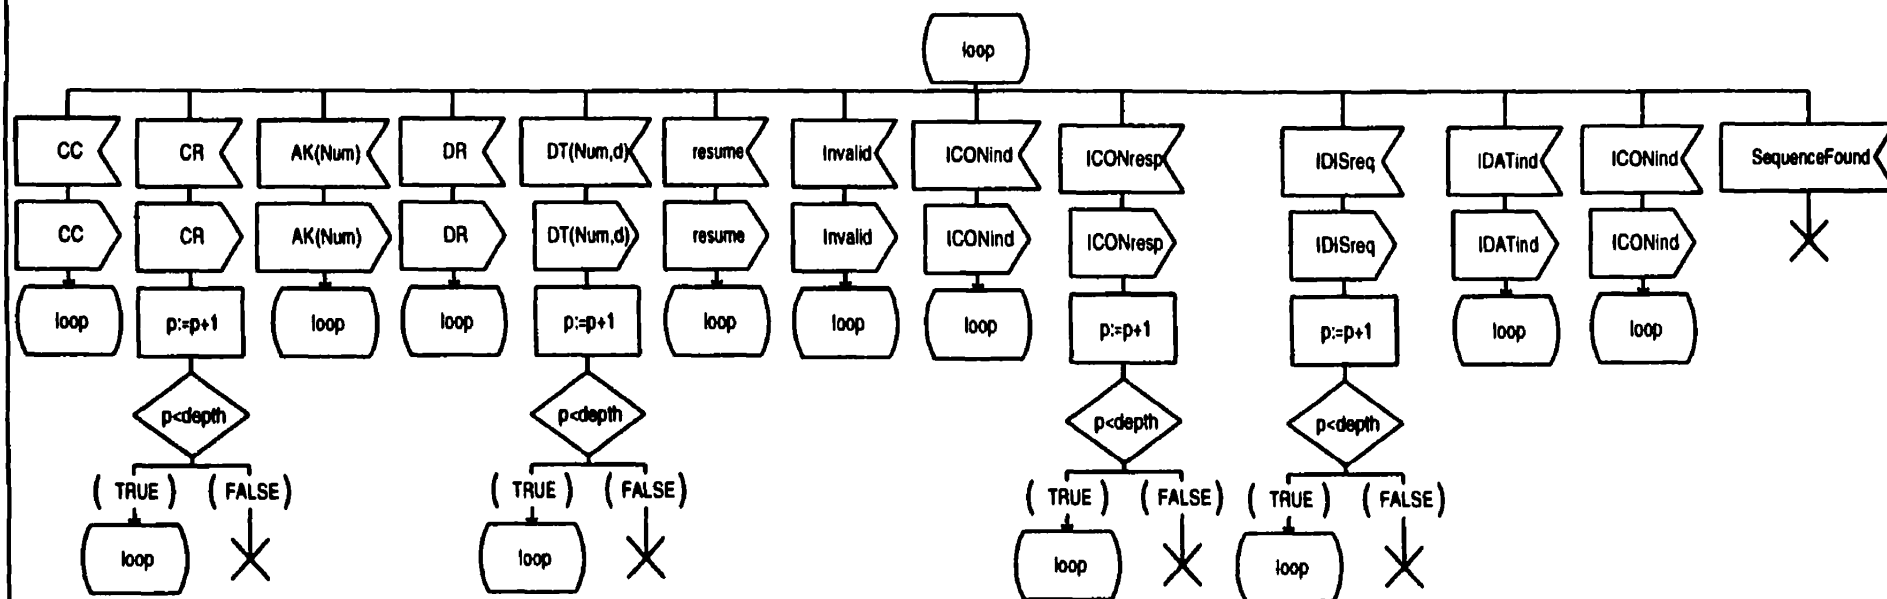 loop
CC CR AK(Num) DR DT(Num,d) resume Invalid ICONind ICONresp IDISreq IDATind ICONind SequenceFound
CC CR AK(Num) DR DT(Num,d) resume Invalid ICONind ICONresp IDISreq IDATind ICONind
loop p:=p+1 loop loop p:=p+1 loop loop loop p:=p+1 p:=p+1 loop loop
p<depth p<depth p<depth p<depth
( TRUE ) ( FALSE ) ( TRUE ) ( FALSE ) ( TRUE ) ( FALSE ) ( TRUE ) ( FALSE )
loop loop loop loop